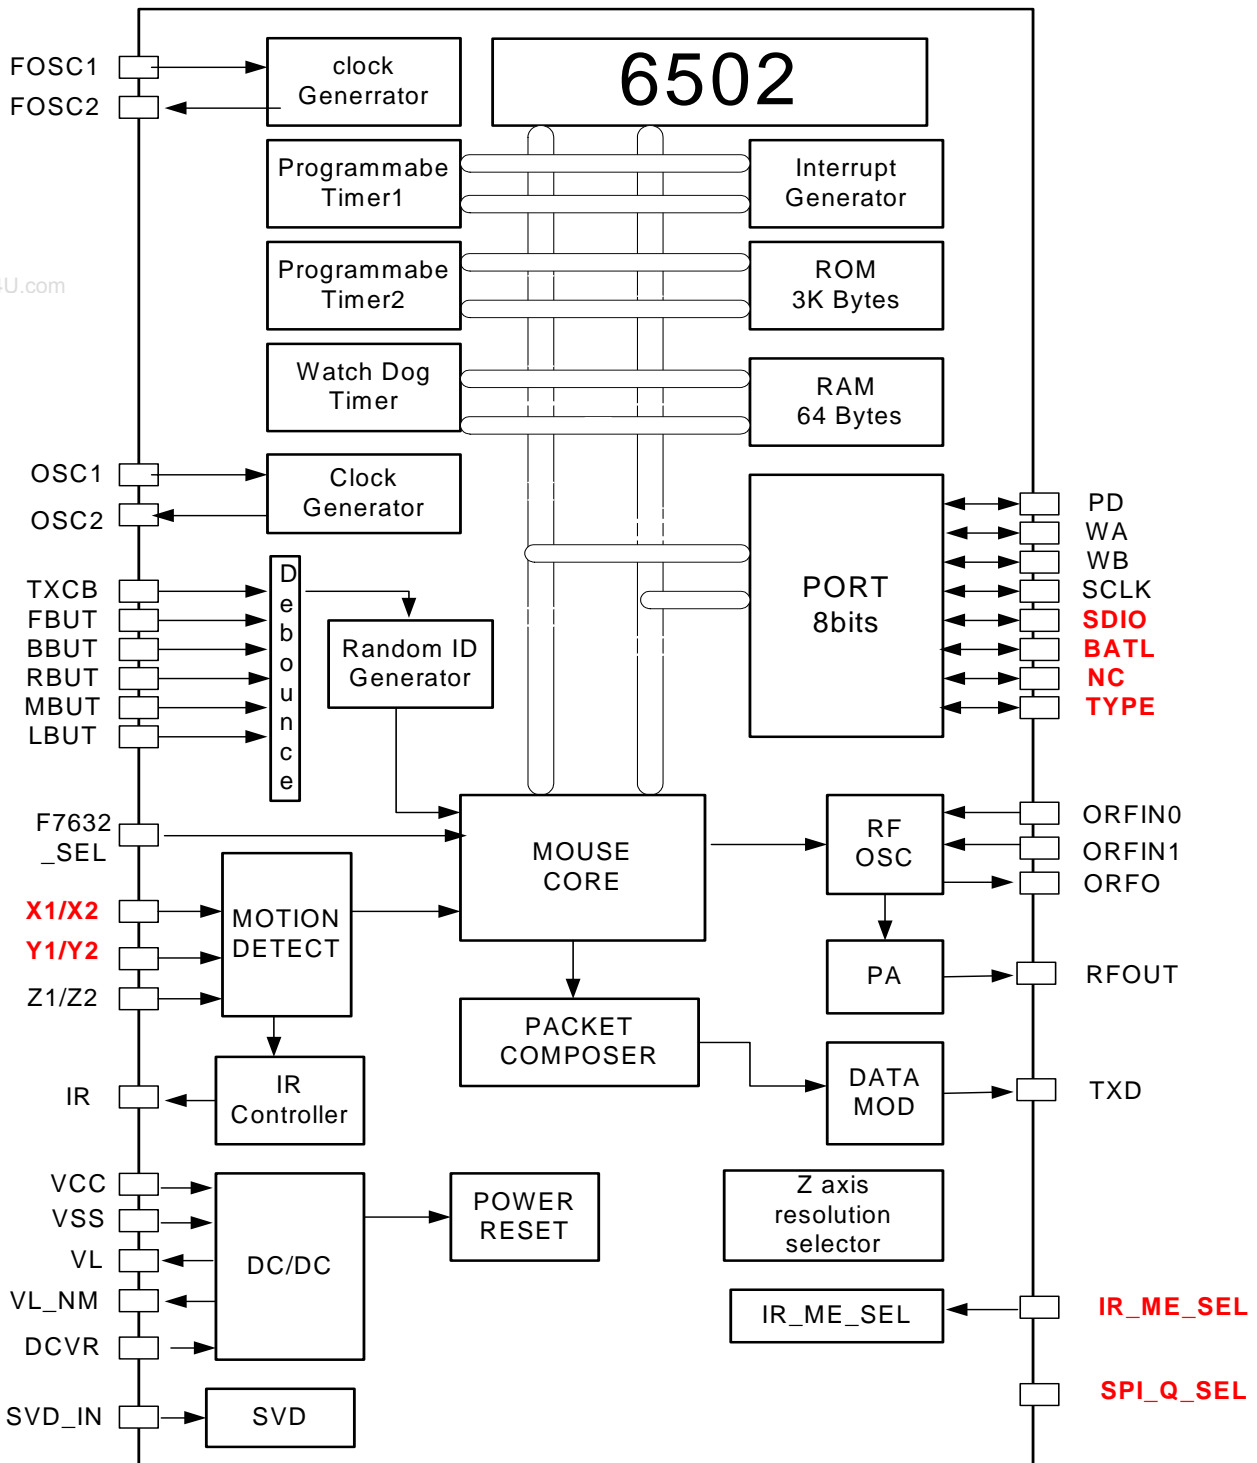 FOSC1
FOSC2
clock
Generrator
6502
Programmabe
Timer1
Interrupt
Generator
4U.com
Programmabe
Timer2
ROM
3K Bytes
Watch Dog
Timer
RAM
64 Bytes
OSC1
OSC2
Clock
Generator
PORT
8bits
PD
WA
WB
SCLK
SDIO
BATL
NC
TYPE
TXCB
FBUT
BBUT
RBUT
MBUT
LBUT
Debounce
Random ID
Generator
F7632
_SEL
MOUSE
CORE
RF
OSC
ORFIN0
ORFIN1
ORFO
X1/X2
Y1/Y2
Z1/Z2
MOTION
DETECT
PA
RFOUT
PACKET
COMPOSER
IR
IR
Controller
DATA
MOD
TXD
VCC
VSS
VL
VL_NM
DCVR
DC/DC
POWER
RESET
Z axis
resolution
selector
IR_ME_SEL
IR_ME_SEL
SPI_Q_SEL
SVD_IN
SVD